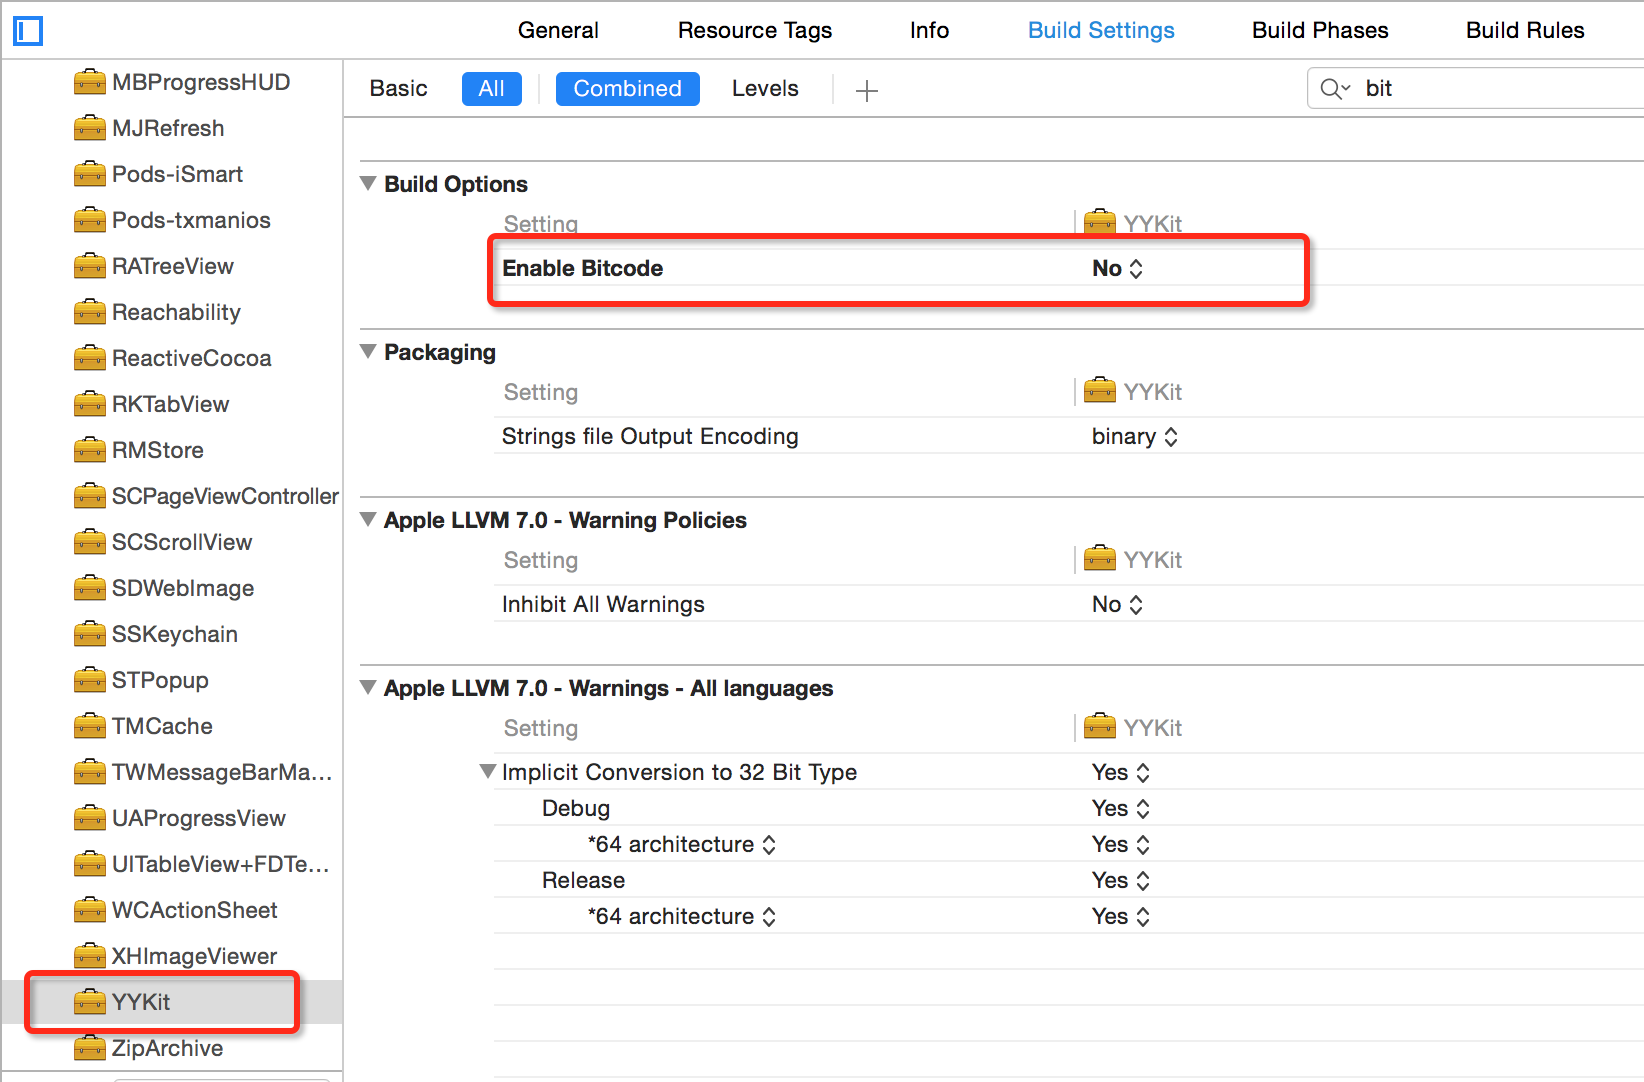 General Resource Tags Info Build Settings Build Phases Build Rules
Basic All Combined Levels bit
MBProgressHUD
MJRefresh
Pods-iSmart
Pods-txmanios
RATreeView
Reachability
ReactiveCocoa
RKTabView
RMStore
SCPageViewController
SCScrollView
SDWebImage
SSKeychain
STPopup
TMCache
TWMessageBarMa...
UAProgressView
UITableView+FDTe...
WCActionSheet
XHImageViewer
YYKit
ZipArchive
Build Options
Setting YYKit
Enable Bitcode No
Packaging
Setting YYKit
Strings file Output Encoding binary
Apple LLVM 7.0 - Warning Policies
Setting YYKit
Inhibit All Warnings No
Apple LLVM 7.0 - Warnings - All languages
Setting YYKit
Implicit Conversion to 32 Bit Type Yes
Debug Yes
*64 architecture Yes
Release Yes
*64 architecture Yes